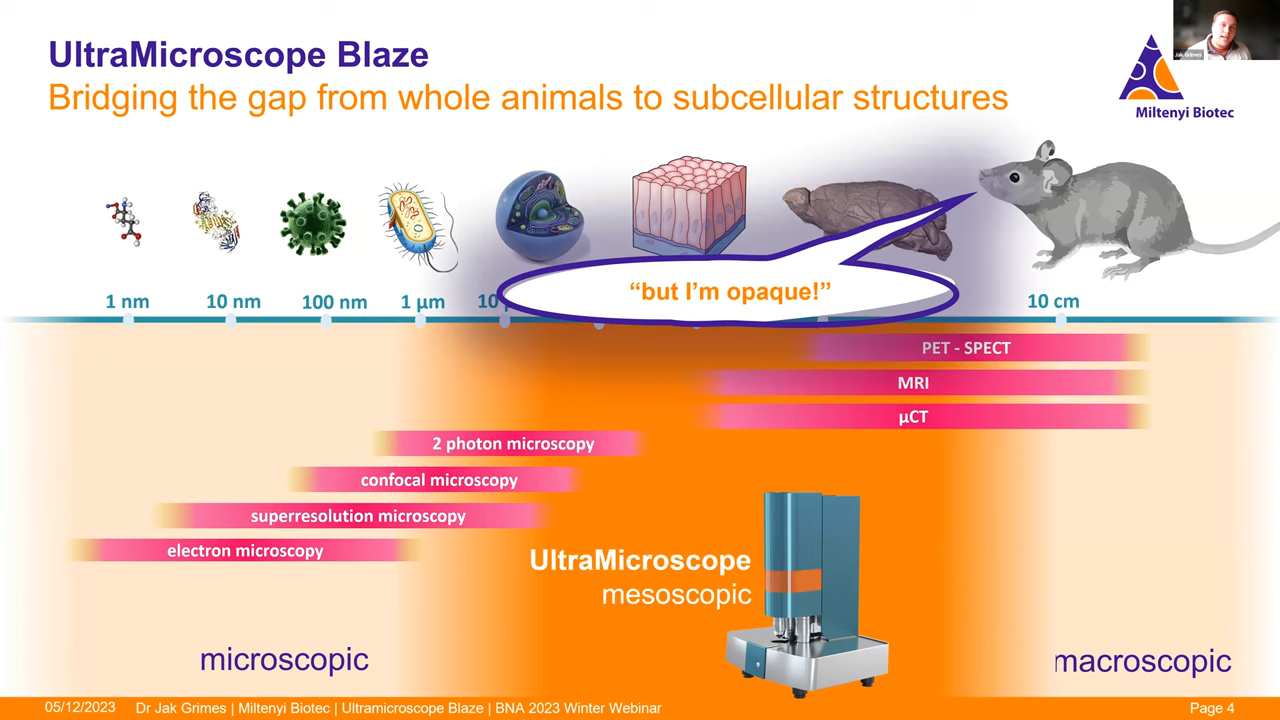 UltraMicroscope Blaze
Bridging the gap from whole animals to subcellular structures
Jak Grimes
Miltenyi Biotec
“but I’m opaque!”
1 nm
10 nm
100 nm
1 µm
10
10 cm
PET - SPECT
MRI
µCT
2 photon microscopy
confocal microscopy
superresolution microscopy
electron microscopy
UltraMicroscope
mesoscopic
microscopic
macroscopic
05/12/2023 Dr Jak Grimes | Miltenyi Biotec | Ultramicroscope Blaze | BNA 2023 Winter Webinar Page 4